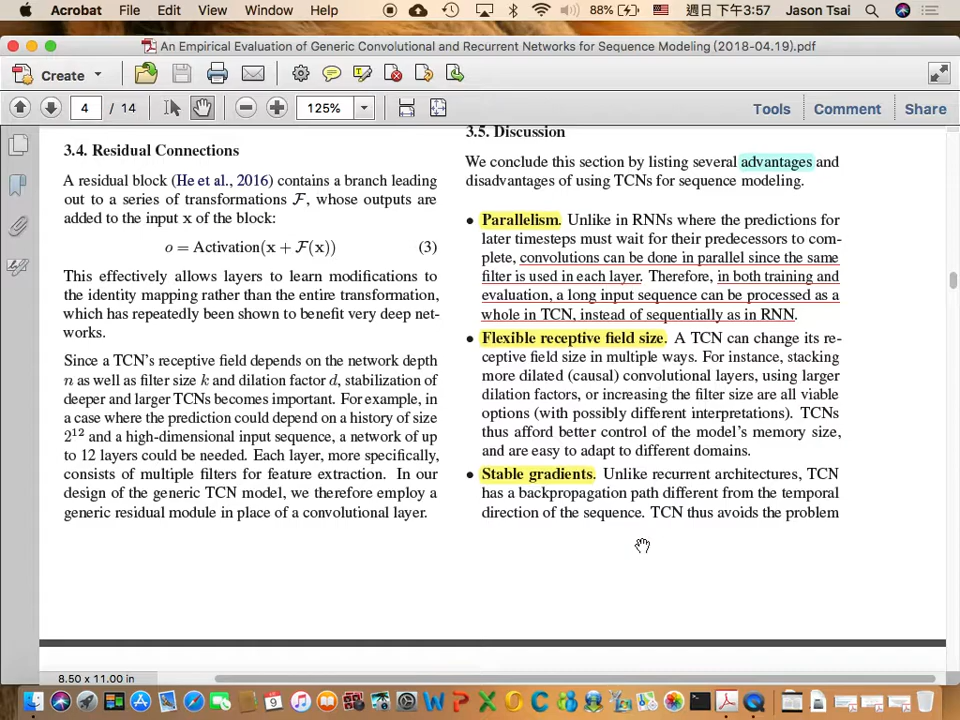 Acrobat File Edit View Window Help 88% 週日 下午3:57 Jason Tsai
An Empirical Evaluation of Generic Convolutional and Recurrent Networks for Sequence Modeling (2018-04.19).pdf
Create
4 / 14 125% Tools Comment Share
3.4. Residual Connections
A residual block (He et al., 2016) contains a branch leading
out to a series of transformations F, whose outputs are
added to the input x of the block:
o = Activation(x + F(x)) (3)
This effectively allows layers to learn modifications to
the identity mapping rather than the entire transformation,
which has repeatedly been shown to benefit very deep net-
works.
Since a TCN's receptive field depends on the network depth
n as well as filter size k and dilation factor d, stabilization of
deeper and larger TCNs becomes important. For example, in
a case where the prediction could depend on a history of size
2¹² and a high-dimensional input sequence, a network of up
to 12 layers could be needed. Each layer, more specifically,
consists of multiple filters for feature extraction. In our
design of the generic TCN model, we therefore employ a
generic residual module in place of a convolutional layer.
3.5. Discussion
We conclude this section by listing several advantages and
disadvantages of using TCNs for sequence modeling.
• Parallelism. Unlike in RNNs where the predictions for
later timesteps must wait for their predecessors to com-
plete, convolutions can be done in parallel since the same
filter is used in each layer. Therefore, in both training and
evaluation, a long input sequence can be processed as a
whole in TCN, instead of sequentially as in RNN.
• Flexible receptive field size. A TCN can change its re-
ceptive field size in multiple ways. For instance, stacking
more dilated (causal) convolutional layers, using larger
dilation factors, or increasing the filter size are all viable
options (with possibly different interpretations). TCNs
thus afford better control of the model's memory size,
and are easy to adapt to different domains.
• Stable gradients. Unlike recurrent architectures, TCN
has a backpropagation path different from the temporal
direction of the sequence. TCN thus avoids the problem
8.50 x 11.00 in